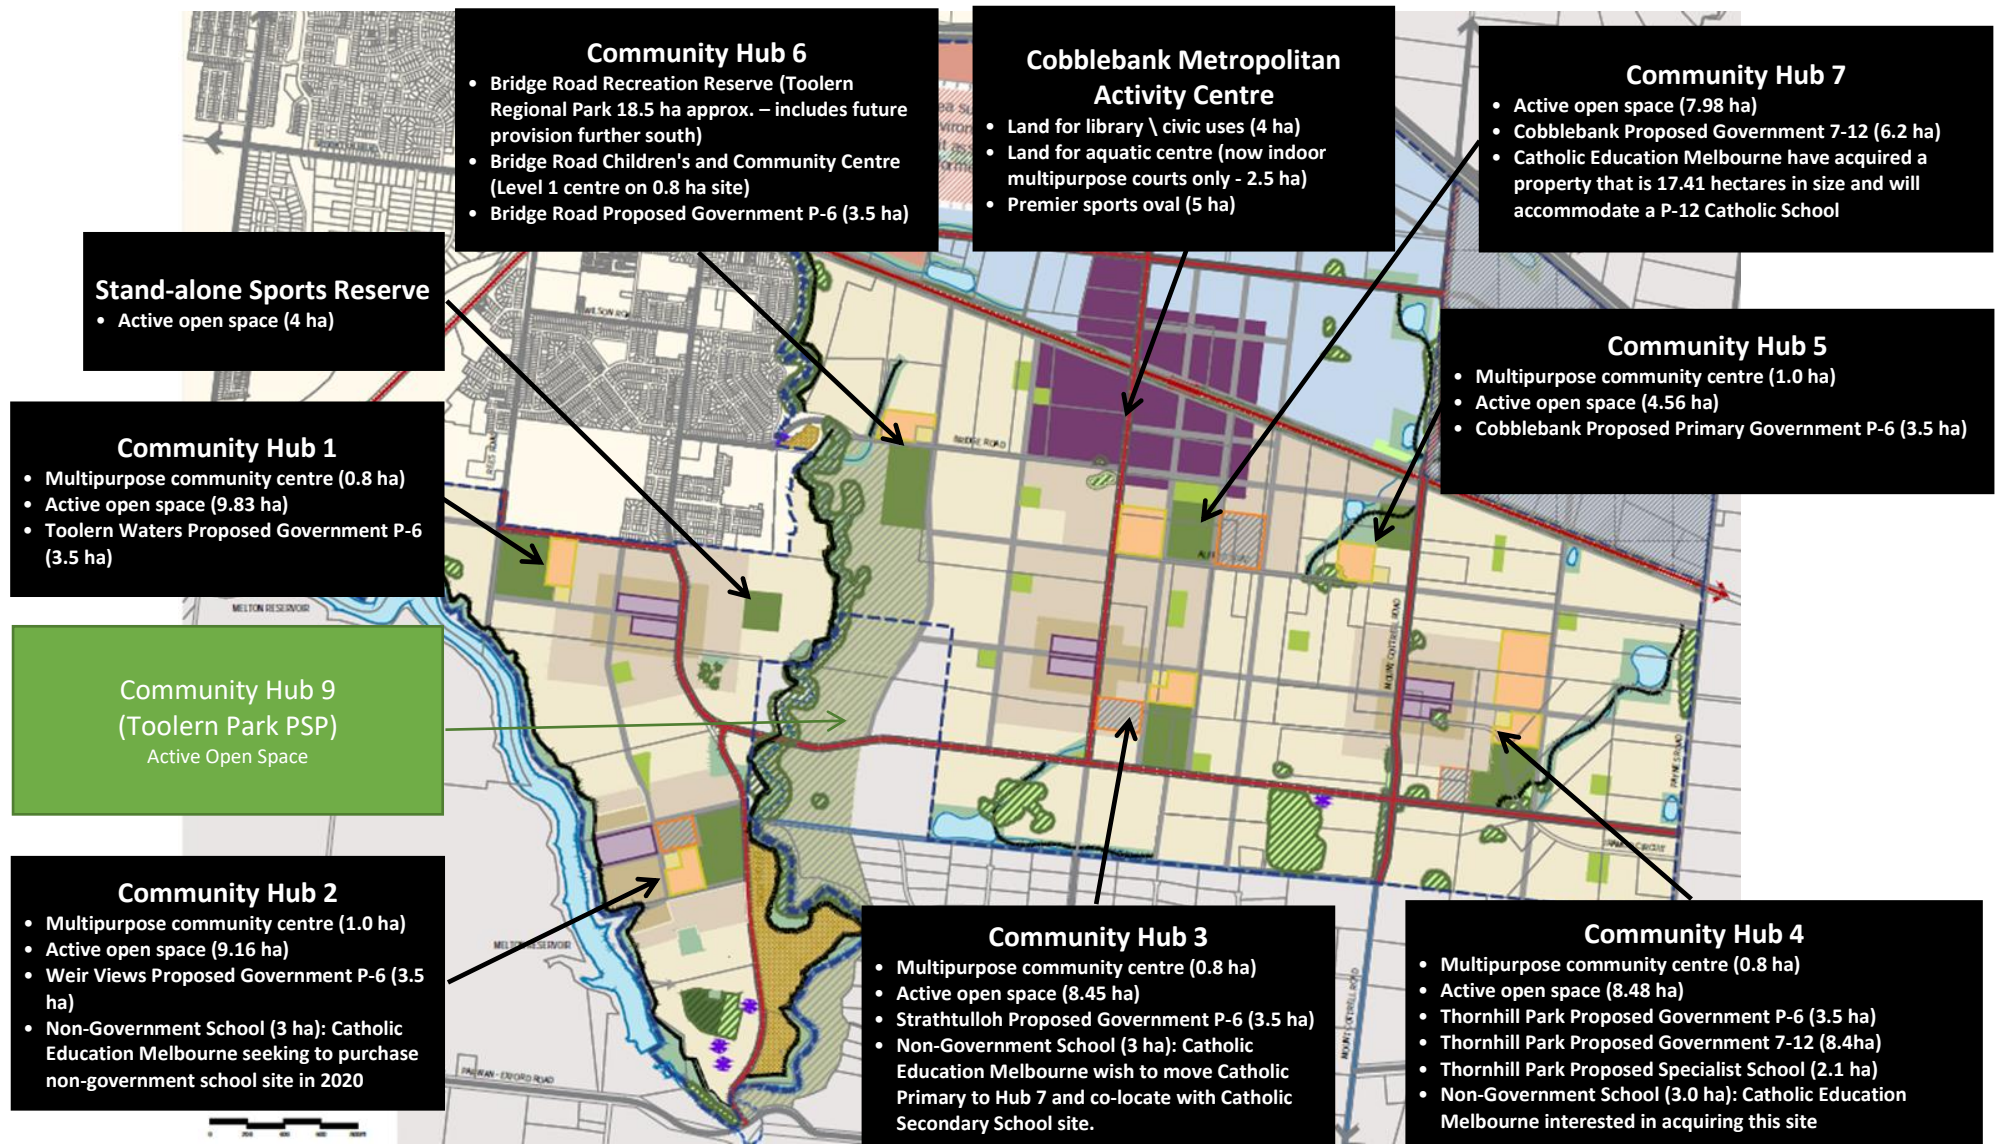 Community Hub 6
• Bridge Road Recreation Reserve (Toolern
Regional Park 18.5 ha approx. – includes future
provision further south)
• Bridge Road Children's and Community Centre
(Level 1 centre on 0.8 ha site)
• Bridge Road Proposed Government P-6 (3.5 ha)
Cobblebank Metropolitan
Activity Centre
• Land for library \ civic uses (4 ha)
• Land for aquatic centre (now indoor
multipurpose courts only - 2.5 ha)
• Premier sports oval (5 ha)
Community Hub 7
• Active open space (7.98 ha)
• Cobblebank Proposed Government 7-12 (6.2 ha)
• Catholic Education Melbourne have acquired a
property that is 17.41 hectares in size and will
accommodate a P-12 Catholic School
Stand-alone Sports Reserve
• Active open space (4 ha)
Community Hub 5
• Multipurpose community centre (1.0 ha)
• Active open space (4.56 ha)
• Cobblebank Proposed Primary Government P-6 (3.5 ha)
Community Hub 1
• Multipurpose community centre (0.8 ha)
• Active open space (9.83 ha)
• Toolern Waters Proposed Government P-6
(3.5 ha)
WILSON ROAD
REES ROAD
BRIDGE ROAD
MELTON RESERVOIR
MOUNT COTTRELL ROAD
PAYNES ROAD
Community Hub 9
(Toolern Park PSP)
Active Open Space
Community Hub 2
• Multipurpose community centre (1.0 ha)
• Active open space (9.16 ha)
• Weir Views Proposed Government P-6 (3.5
ha)
• Non-Government School (3 ha): Catholic
Education Melbourne seeking to purchase
non-government school site in 2020
MELTON RESERVOIR
PARWAN - EXFORD ROAD
Community Hub 3
• Multipurpose community centre (0.8 ha)
• Active open space (8.45 ha)
• Strathtulloh Proposed Government P-6 (3.5 ha)
• Non-Government School (3 ha): Catholic
Education Melbourne wish to move Catholic
Primary to Hub 7 and co-locate with Catholic
Secondary School site.
MOUNT COTTRELL ROAD
Community Hub 4
• Multipurpose community centre (0.8 ha)
• Active open space (8.48 ha)
• Thornhill Park Proposed Government P-6 (3.5 ha)
• Thornhill Park Proposed Government 7-12 (8.4ha)
• Thornhill Park Proposed Specialist School (2.1 ha)
• Non-Government School (3.0 ha): Catholic Education
Melbourne interested in acquiring this site